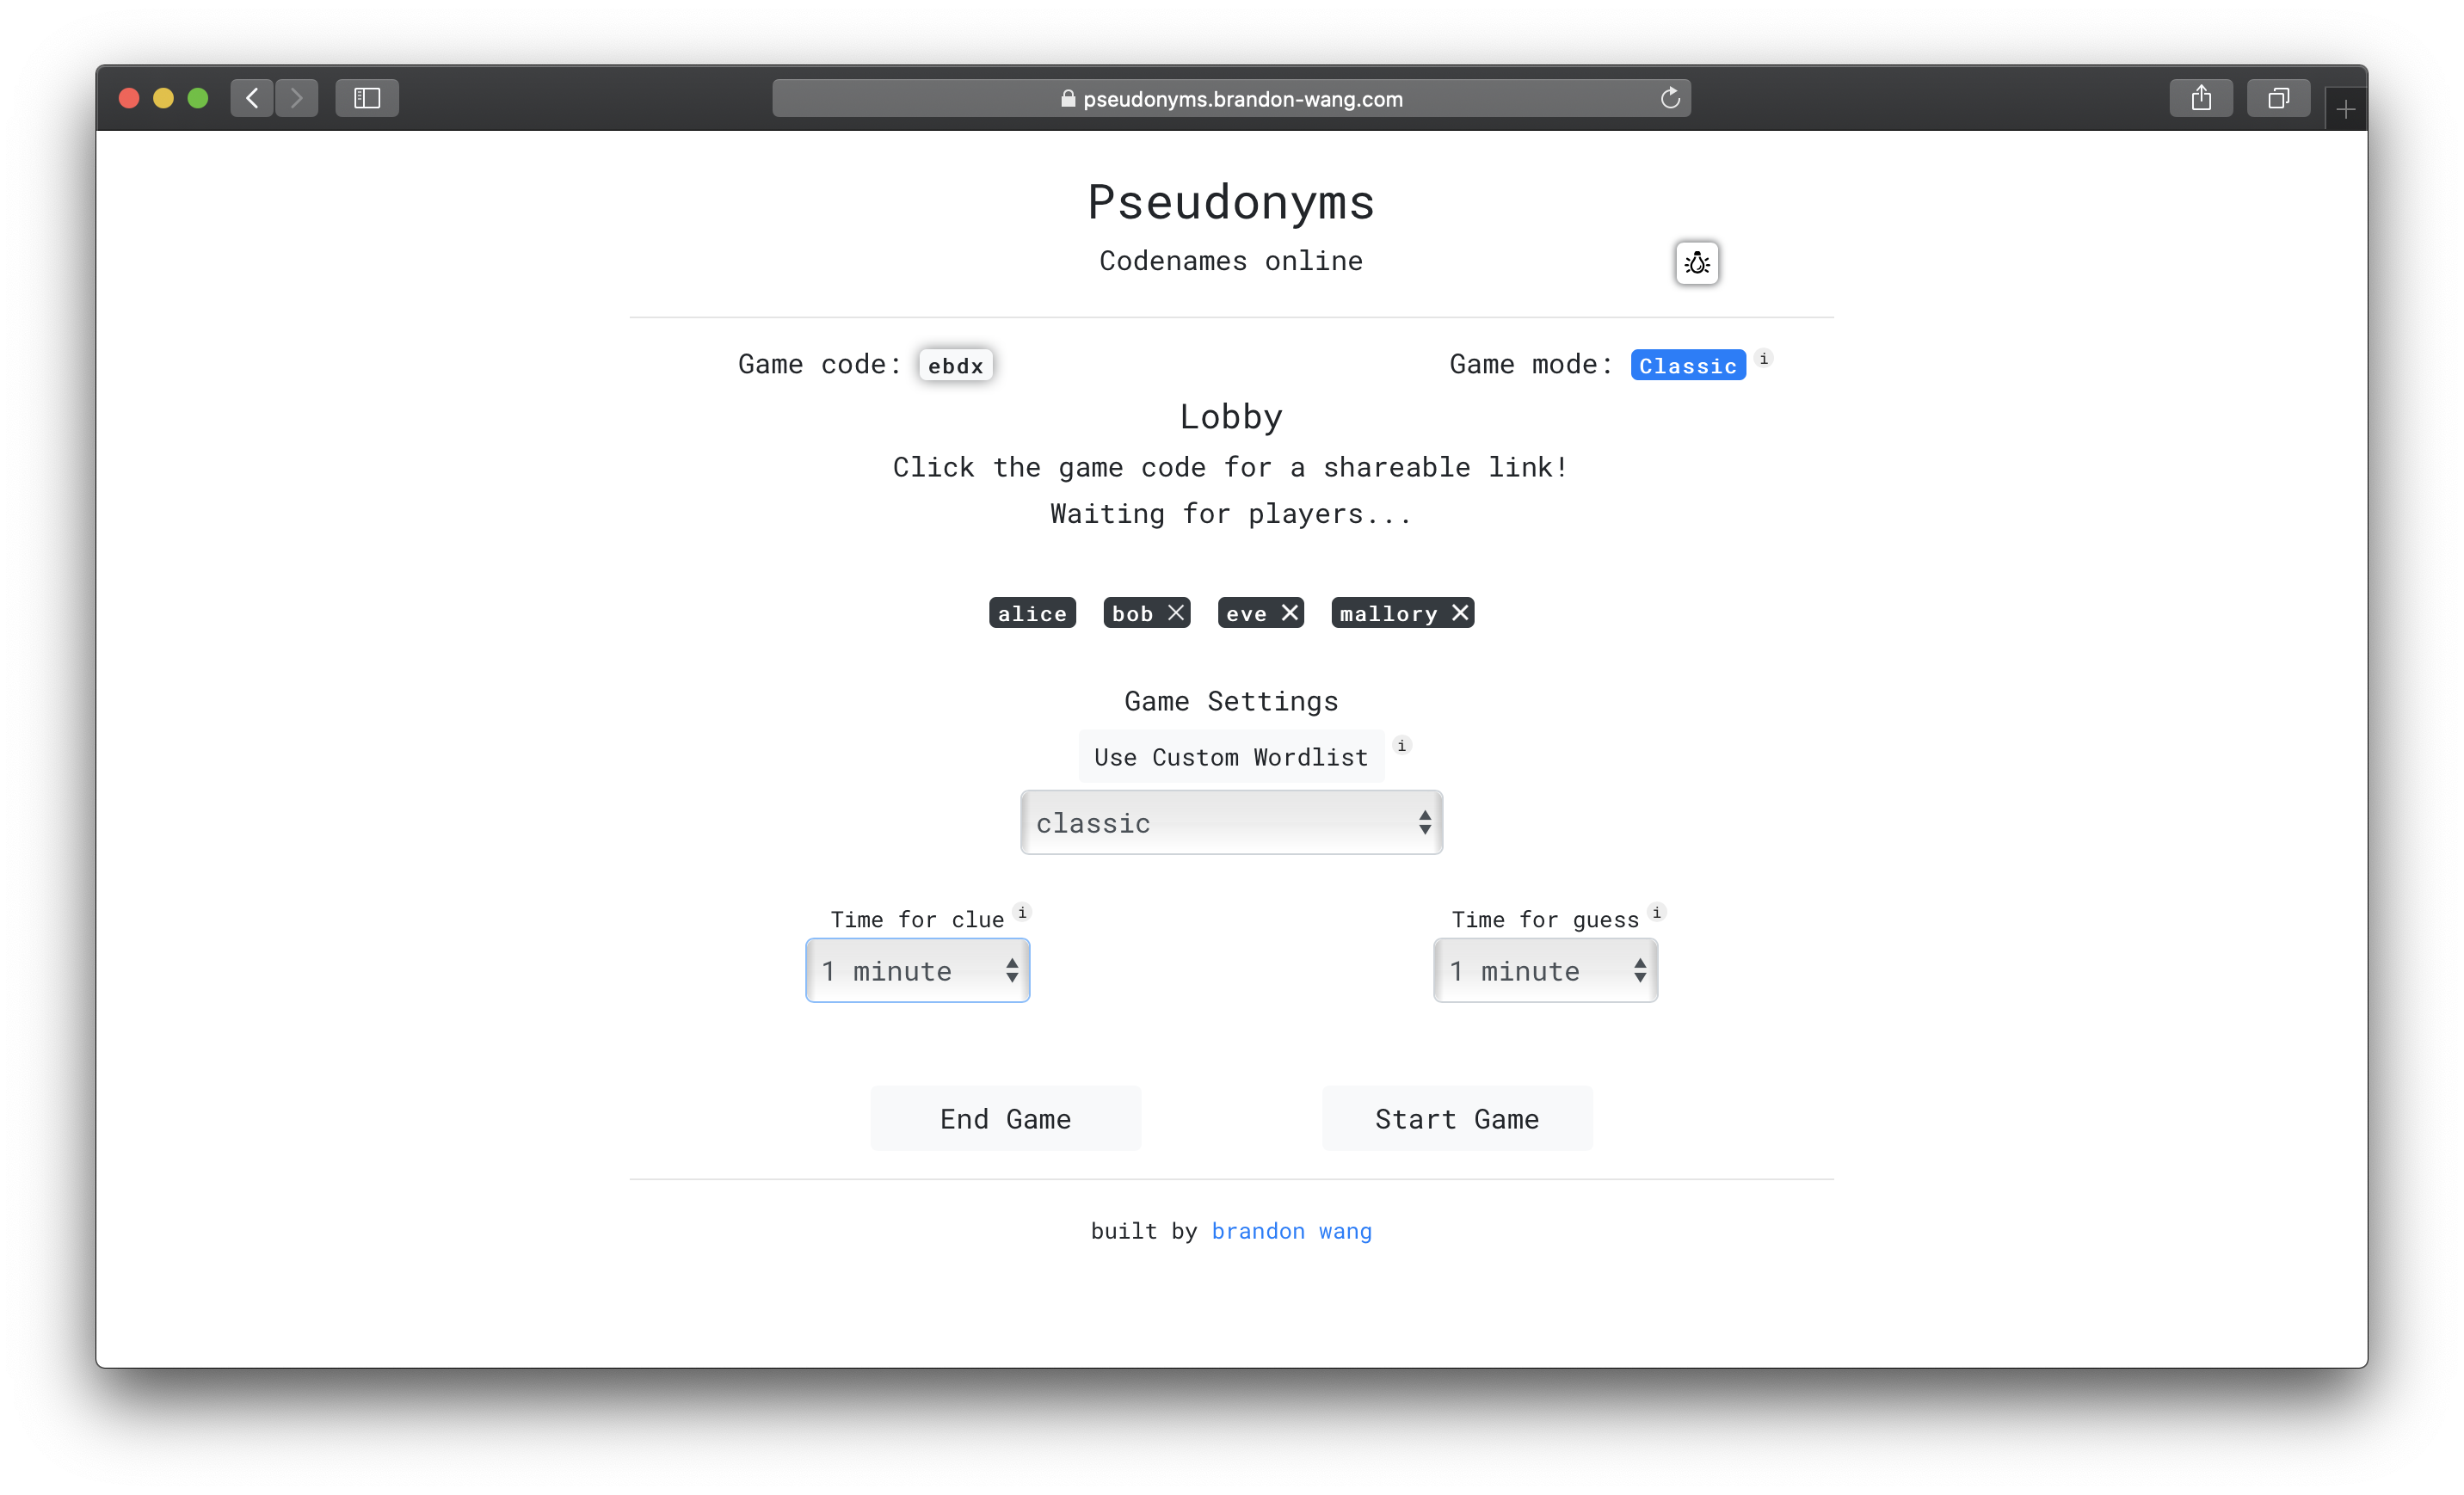 pseudonyms.brandon-wang.com
Pseudonyms
Codenames online
Game code: ebdx
Game mode: Classic i
Lobby
Click the game code for a shareable link!
Waiting for players...
alice bob eve mallory
Game Settings
Use Custom Wordlist i
classic
Time for clue i
1 minute
Time for guess i
1 minute
End Game
Start Game
built by brandon wang